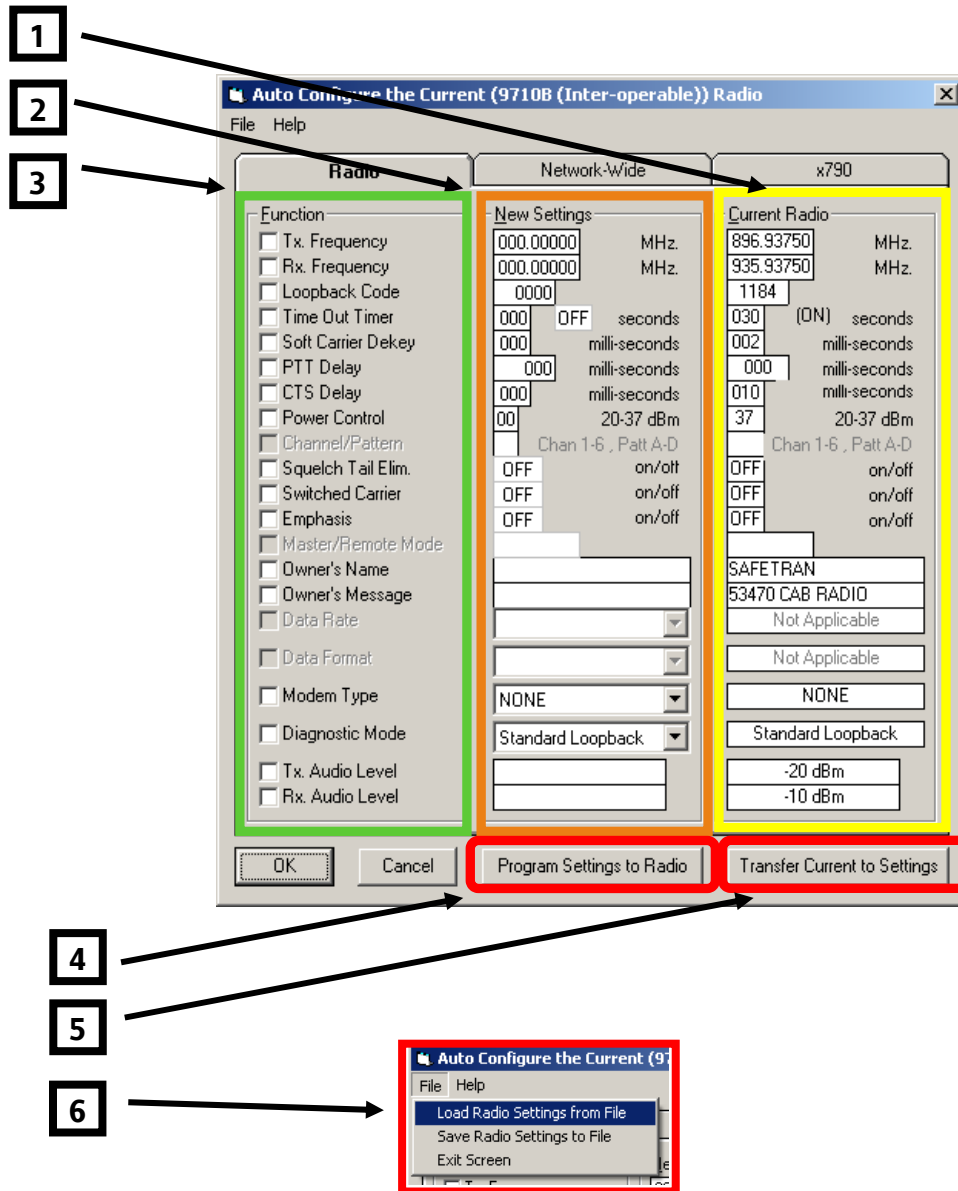 1
2
3
4
5
6
Auto Configure the Current (9710B (Inter-operable)) Radio
File Help
Radio Network-Wide x790
Function New Settings Current Radio
Tx. Frequency 000.00000 MHz. 896.93750 MHz.
Rx. Frequency 000.00000 MHz. 935.93750 MHz.
Loopback Code 0000 1184
Time Out Timer 000 OFF seconds 030 (ON) seconds
Soft Carrier Dekey 000 milli-seconds 002 milli-seconds
PTT Delay 000 milli-seconds 000 milli-seconds
CTS Delay 000 milli-seconds 010 milli-seconds
Power Control 00 20-37 dBm 37 20-37 dBm
Channel/Pattern Chan 1-6 , Patt A-D Chan 1-6 , Patt A-D
Squelch Tail Elim. OFF on/off OFF on/off
Switched Carrier OFF on/off OFF on/off
Emphasis OFF on/off OFF on/off
Master/Remote Mode
Owner's Name SAFETRAN
Owner's Message 53470 CAB RADIO
Data Rate Not Applicable
Data Format Not Applicable
Modem Type NONE NONE
Diagnostic Mode Standard Loopback Standard Loopback
Tx. Audio Level -20 dBm
Rx. Audio Level -10 dBm
OK Cancel Program Settings to Radio Transfer Current to Settings
Auto Configure the Current (97
File Help
Load Radio Settings from File
Save Radio Settings to File
Exit Screen